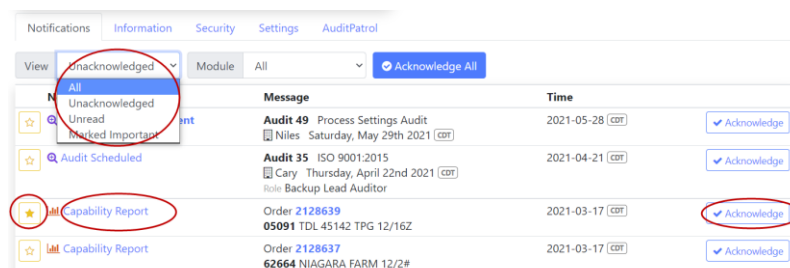 Notifications Information Security Settings AuditPatrol
View Unacknowledged Module All Acknowledge All
All
Unacknowledged
Unread
Marked Important
N Message Time
ent Audit 49 Process Settings Audit 2021-05-28 CDT Acknowledge
Niles Saturday, May 29th 2021 CDT
Audit Scheduled Audit 35 ISO 9001:2015 2021-04-21 CDT Acknowledge
Cary Thursday, April 22nd 2021 CDT
Role Backup Lead Auditor
Capability Report Order 2128639 2021-03-17 CDT Acknowledge
05091 TDL 45142 TPG 12/16Z
Capability Report Order 2128637 2021-03-17 CDT Acknowledge
62664 NIAGARA FARM 12/2#